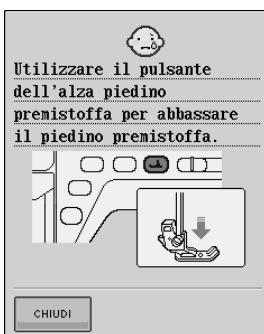 Utilizzare il pulsante
dell'alza piedino
premistoffa per abbassare
il piedino premistoffa.
CHIUDI